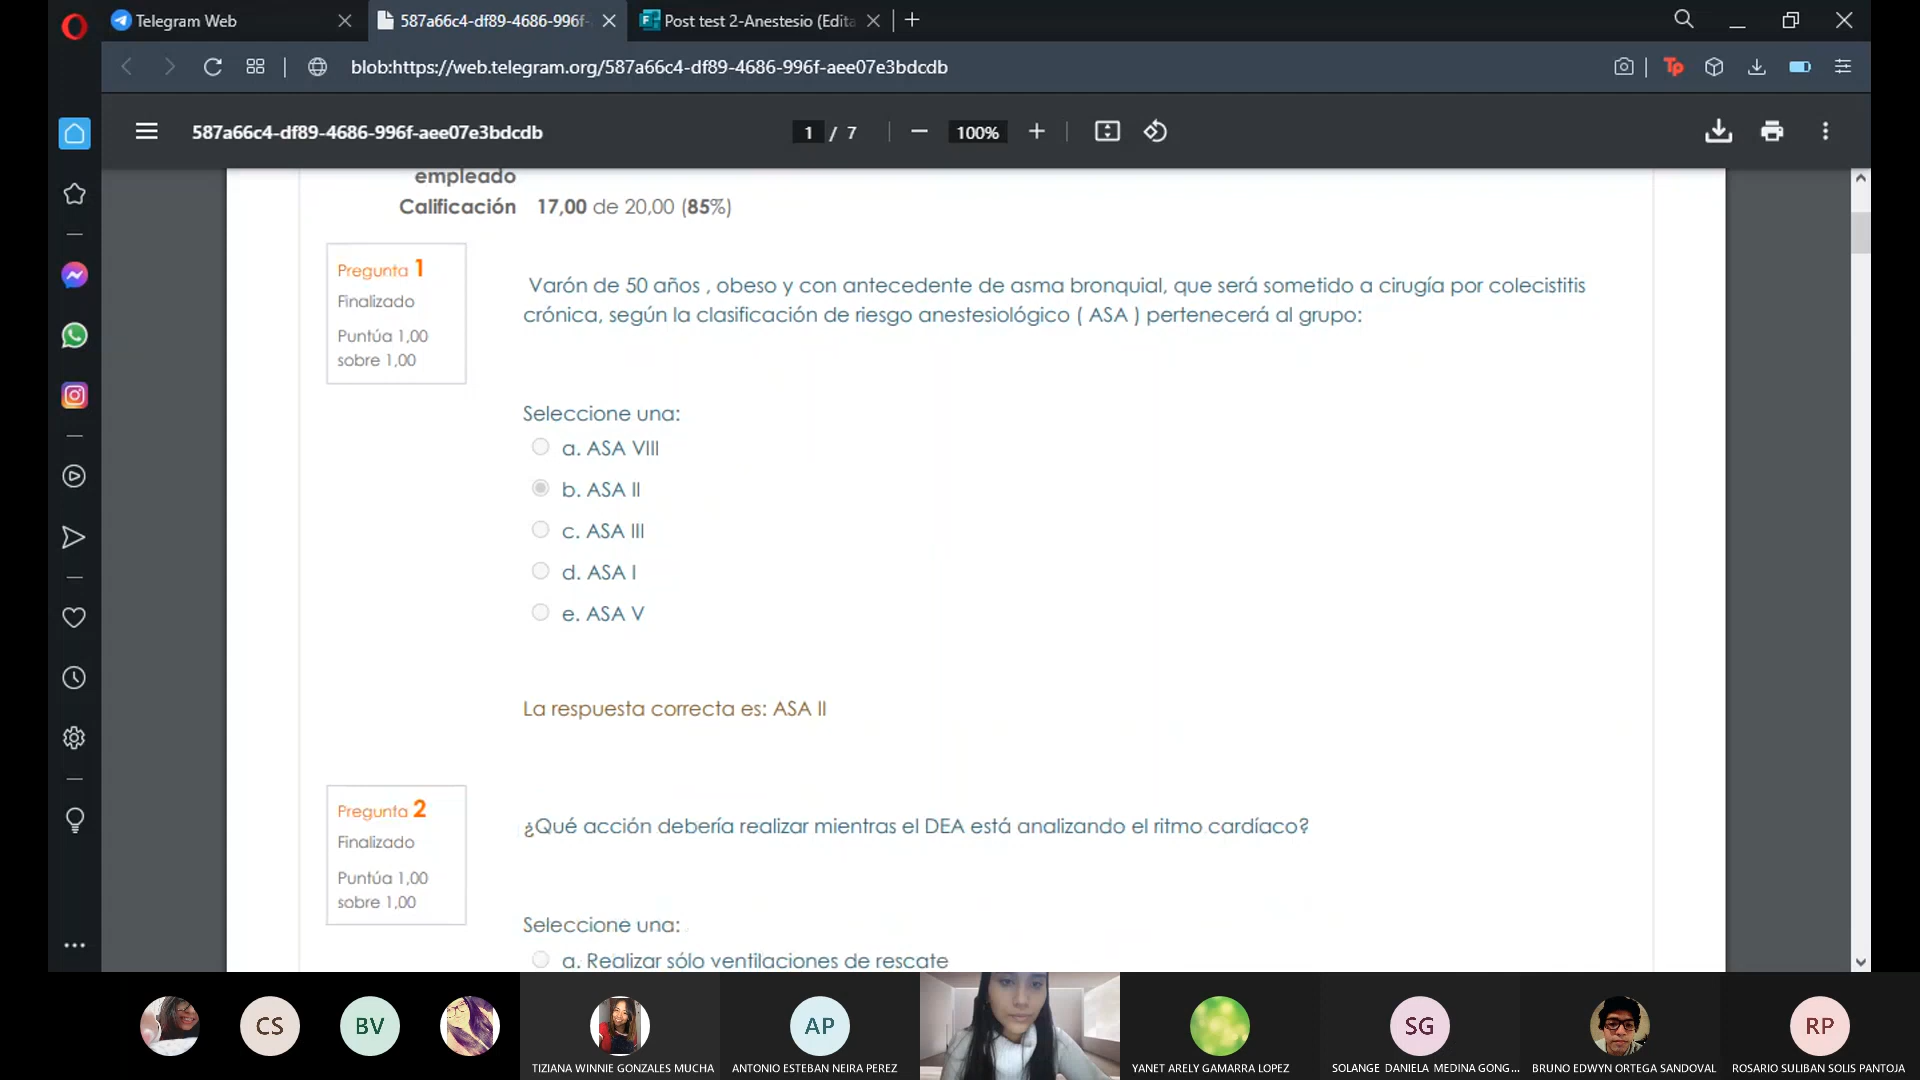 Telegram Web
587a66c4-df89-4686-996f-
Post test 2-Anestesio (Edita
blob:https://web.telegram.org/587a66c4-df89-4686-996f-aee07e3bdcdb
Tp
587a66c4-df89-4686-996f-aee07e3bdcdb
1 / 7
100%
empleado
Calificación 17,00 de 20,00 (85%)
Pregunta 1
Finalizado
Puntúa 1,00
sobre 1,00
Varón de 50 años , obeso y con antecedente de asma bronquial, que será sometido a cirugía por colecistitis
crónica, según la clasificación de riesgo anestesiológico ( ASA ) pertenecerá al grupo:
Seleccione una:
a. ASA VIII
b. ASA II
c. ASA III
d. ASA I
e. ASA V
La respuesta correcta es: ASA II
Pregunta 2
Finalizado
Puntúa 1,00
sobre 1,00
¿Qué acción debería realizar mientras el DEA está analizando el ritmo cardíaco?
Seleccione una:
a. Realizar sólo ventilaciones de rescate
CS
BV
AP
SG
RP
TIZIANA WINNIE GONZALES MUCHA
ANTONIO ESTEBAN NEIRA PEREZ
YANET ARELY GAMARRA LOPEZ
SOLANGE DANIELA MEDINA GONG...
BRUNO EDWYN ORTEGA SANDOVAL
ROSARIO SULIBAN SOLIS PANTOJA